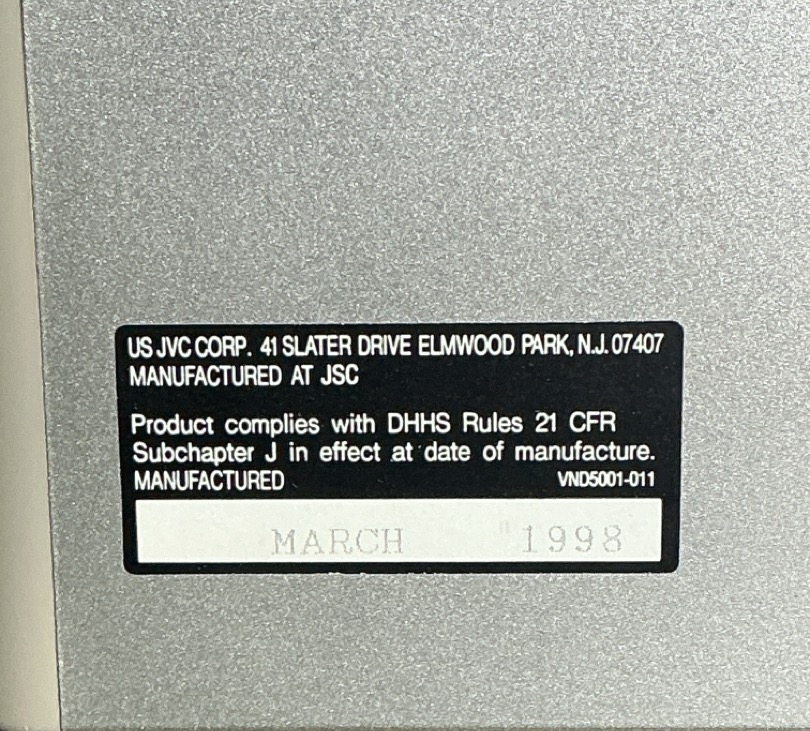 US JVC CORP. 41 SLATER DRIVE ELMWOOD PARK, N.J. 07407
MANUFACTURED AT JSC
Product complies with DHHS Rules 21 CFR
Subchapter J in effect at date of manufacture.
MANUFACTURED VND5001-011
MARCH 1998